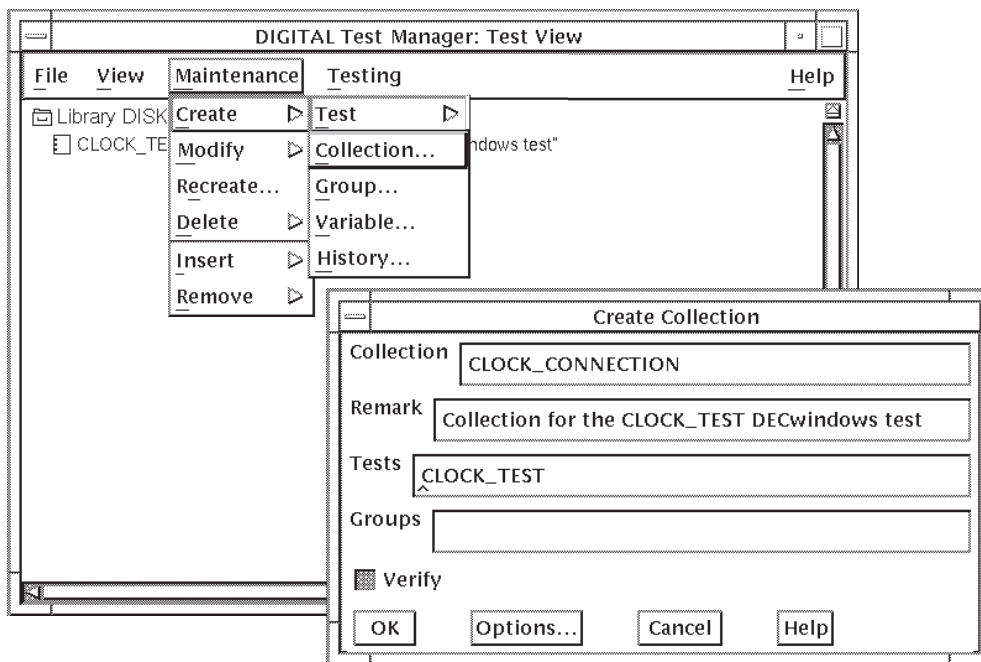 DIGITAL Test Manager: Test View
File View Maintenance Testing Help
Library DISK
CLOCK_TE ndows test"
Create
Modify
Recreate...
Delete
Insert
Remove
Test
Collection...
Group...
Variable...
History...
Create Collection
Collection CLOCK_CONNECTION
Remark Collection for the CLOCK_TEST DECwindows test
Tests CLOCK_TEST
Groups
Verify
OK Options... Cancel Help